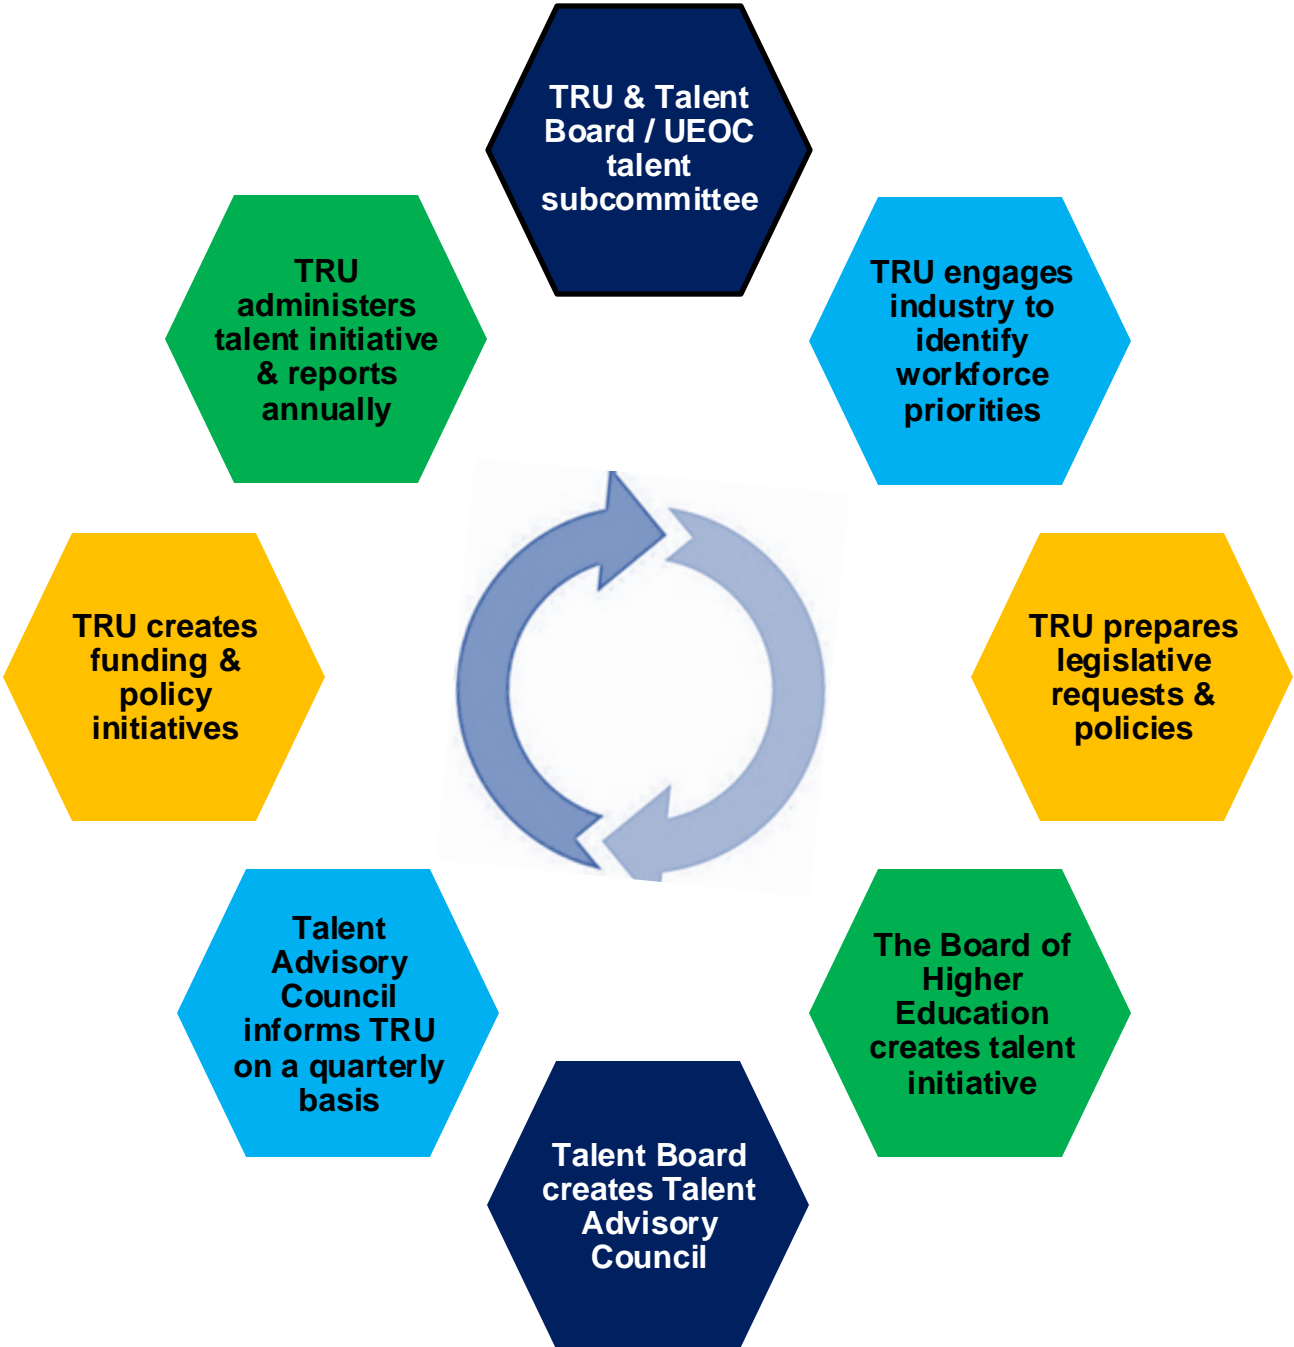 TRU & Talent
Board / UEOC
talent
subcommittee
TRU engages
industry to
identify
workforce
priorities
TRU prepares
legislative
requests &
policies
The Board of
Higher
Education
creates talent
initiative
Talent Board
creates Talent
Advisory
Council
Talent
Advisory
Council
informs TRU
on a quarterly
basis
TRU creates
funding &
policy
initiatives
TRU
administers
talent initiative
& reports
annually